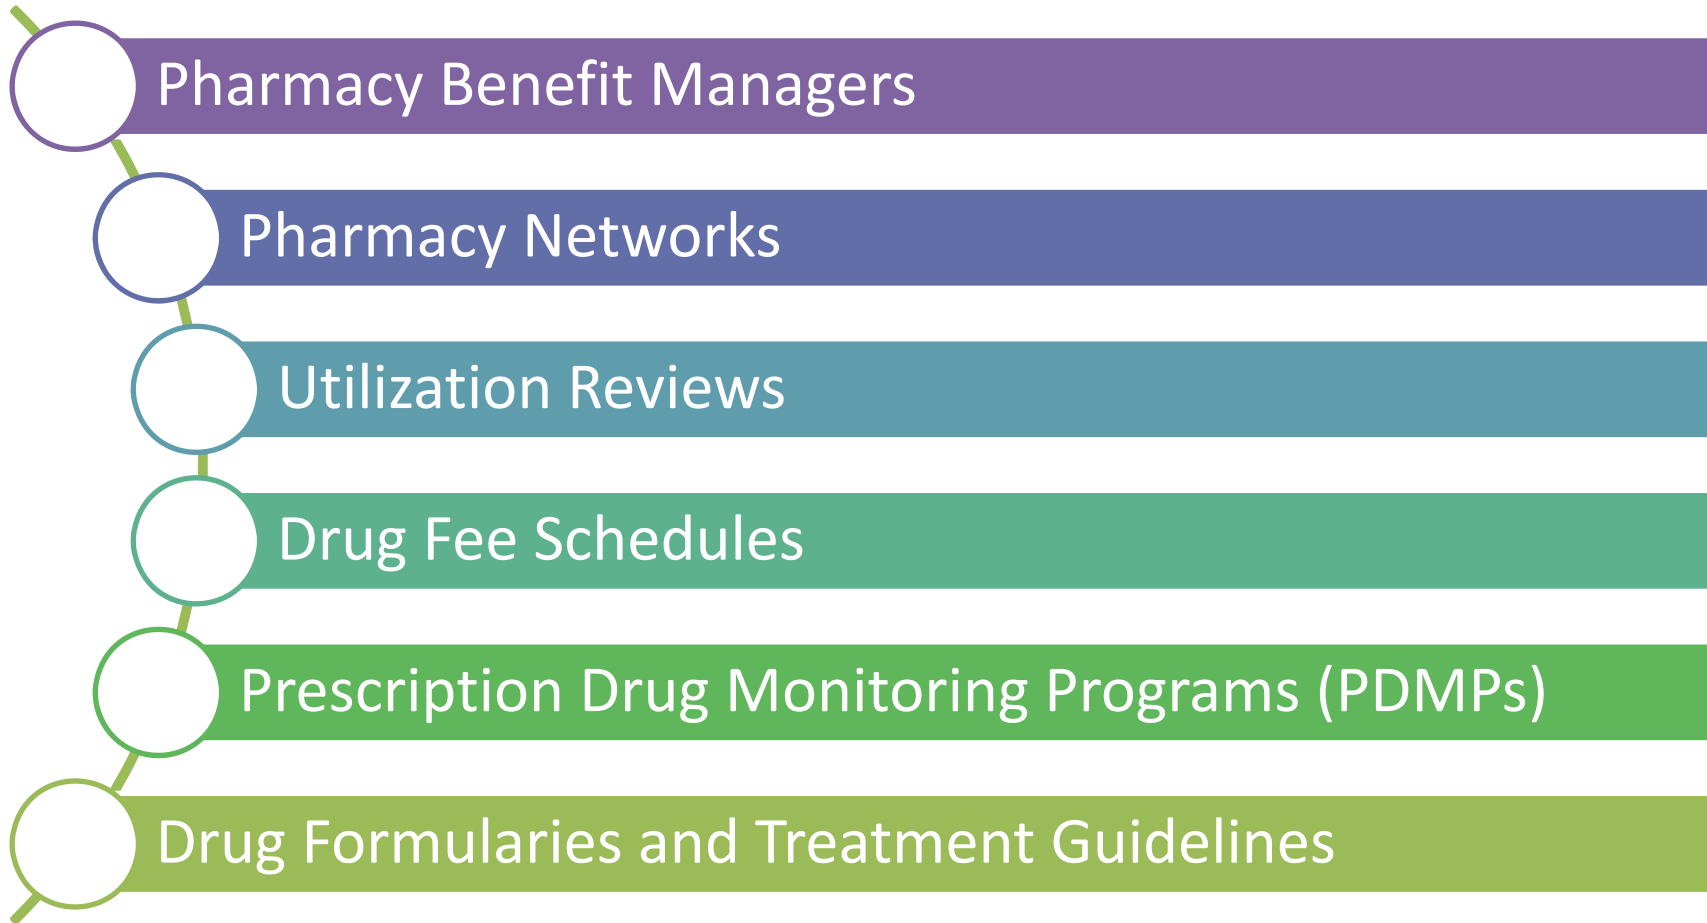 Pharmacy Benefit Managers
Pharmacy Networks
Utilization Reviews
Drug Fee Schedules
Prescription Drug Monitoring Programs (PDMPs)
Drug Formularies and Treatment Guidelines